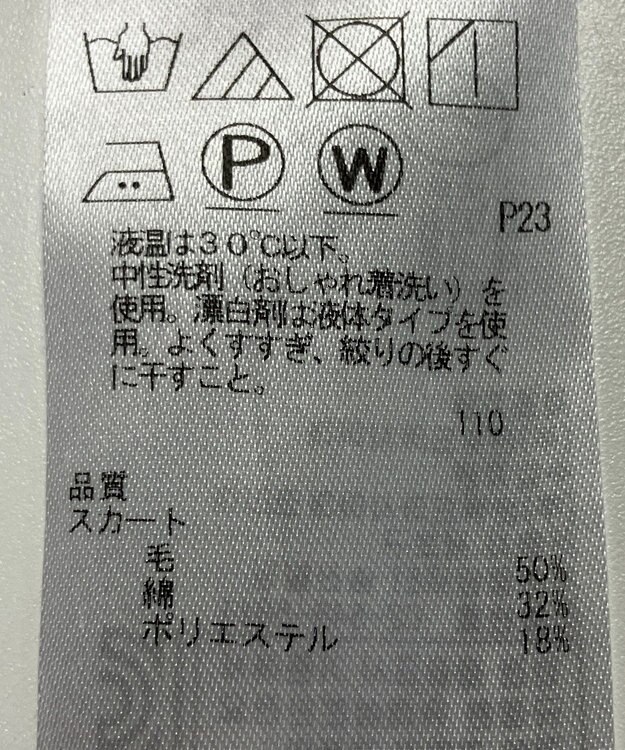 P W
P23
液温は30℃以下。
中性洗剤(おしゃれ着洗い)を
使用。漂白剤は液体タイプを使
用。よくすすぎ、絞りの後すぐ
に干すこと。
110
品質
スカート
毛 50%
綿 32%
ポリエステル 18%